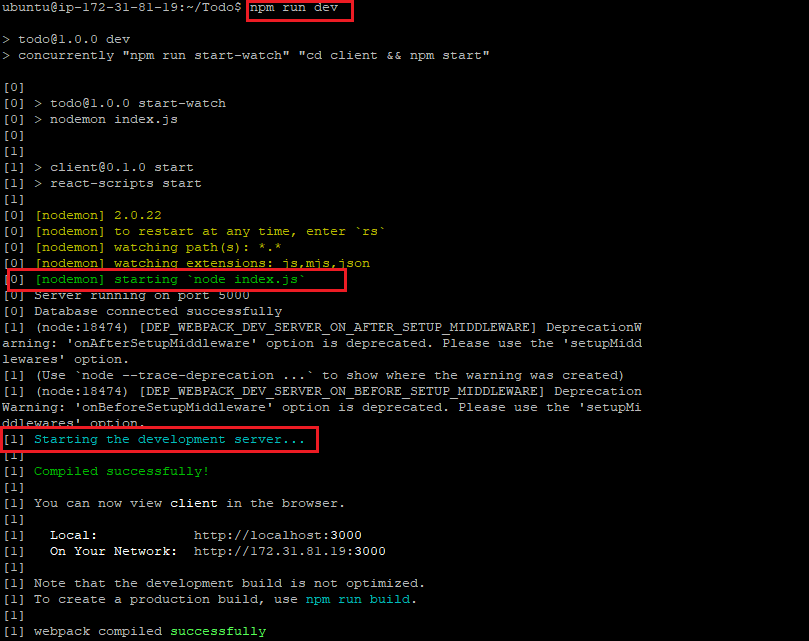 ubuntu@ip-172-31-81-19:~/Todo$ npm run dev
> todo@1.0.0 dev
> concurrently "npm run start-watch" "cd client && npm start"
[0]
[0] > todo@1.0.0 start-watch
[0] > nodemon index.js
[0]
[1]
[1] > client@0.1.0 start
[1] > react-scripts start
[1]
[0] [nodemon] 2.0.22
[0] [nodemon] to restart at any time, enter `rs`
[0] [nodemon] watching path(s): *.*
[0] [nodemon] watching extensions: js,mjs,json
[0] [nodemon] starting `node index.js`
[0] Server running on port 5000
[0] Database connected successfully
[1] (node:18474) [DEP_WEBPACK_DEV_SERVER_ON_AFTER_SETUP_MIDDLEWARE] DeprecationW
arning: 'onAfterSetupMiddleware' option is deprecated. Please use the 'setupMidd
lewares' option.
[1] (Use `node --trace-deprecation ...` to show where the warning was created)
[1] (node:18474) [DEP_WEBPACK_DEV_SERVER_ON_BEFORE_SETUP_MIDDLEWARE] Deprecation
Warning: 'onBeforeSetupMiddleware' option is deprecated. Please use the 'setupMi
ddlewares' option.
[1] Starting the development server...
[1]
[1] Compiled successfully!
[1]
[1] You can now view client in the browser.
[1]
[1]   Local:            http://localhost:3000
[1]   On Your Network:  http://172.31.81.19:3000
[1]
[1] Note that the development build is not optimized.
[1] To create a production build, use npm run build.
[1]
[1] webpack compiled successfully